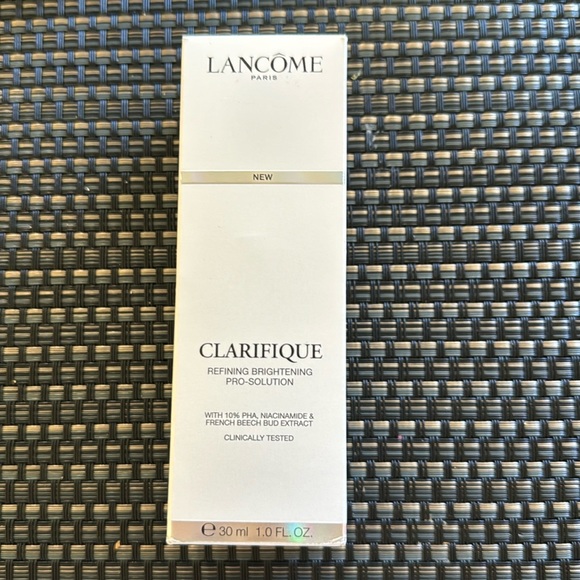 LANCÔME
PARIS
NEW
CLARIFIQUE
REFINING BRIGHTENING
PRO-SOLUTION
WITH 10% PHA, NIACINAMIDE &
FRENCH BEECH BUD EXTRACT
CLINICALLY TESTED
℮ 30 ml 1.0 FL. OZ.